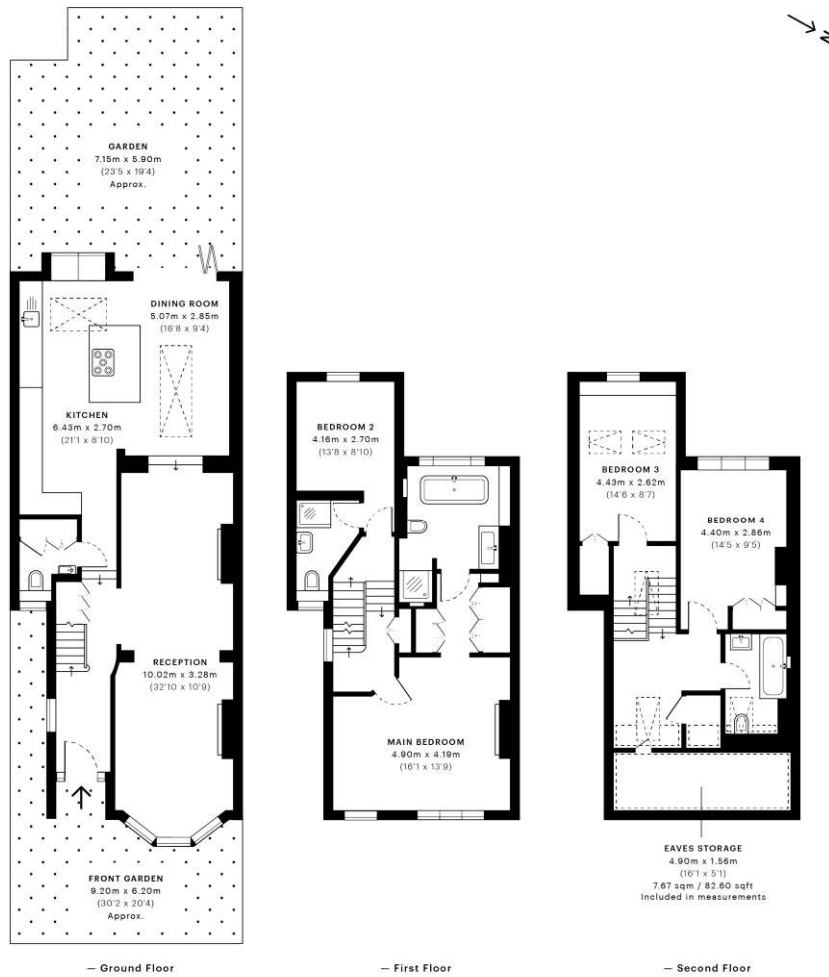 N
GARDEN
7.15m x 5.90m
(23'5 x 19'4)
Approx.
DINING ROOM
5.07m x 2.85m
(16'8 x 9'4)
KITCHEN
6.43m x 2.70m
(21'1 x 8'10)
RECEPTION
10.02m x 3.28m
(32'10 x 10'9)
FRONT GARDEN
9.20m x 6.20m
(30'2 x 20'4)
Approx.
— Ground Floor
BEDROOM 2
4.16m x 2.70m
(13'8 x 8'10)
MAIN BEDROOM
4.90m x 4.19m
(16'1 x 13'9)
— First Floor
BEDROOM 3
4.43m x 2.62m
(14'6 x 8'7)
BEDROOM 4
4.40m x 2.86m
(14'5 x 9'5)
EAVES STORAGE
4.90m x 1.56m
(16'1 x 5'1)
7.67 sqm / 82.60 sqft
Included in measurements
— Second Floor